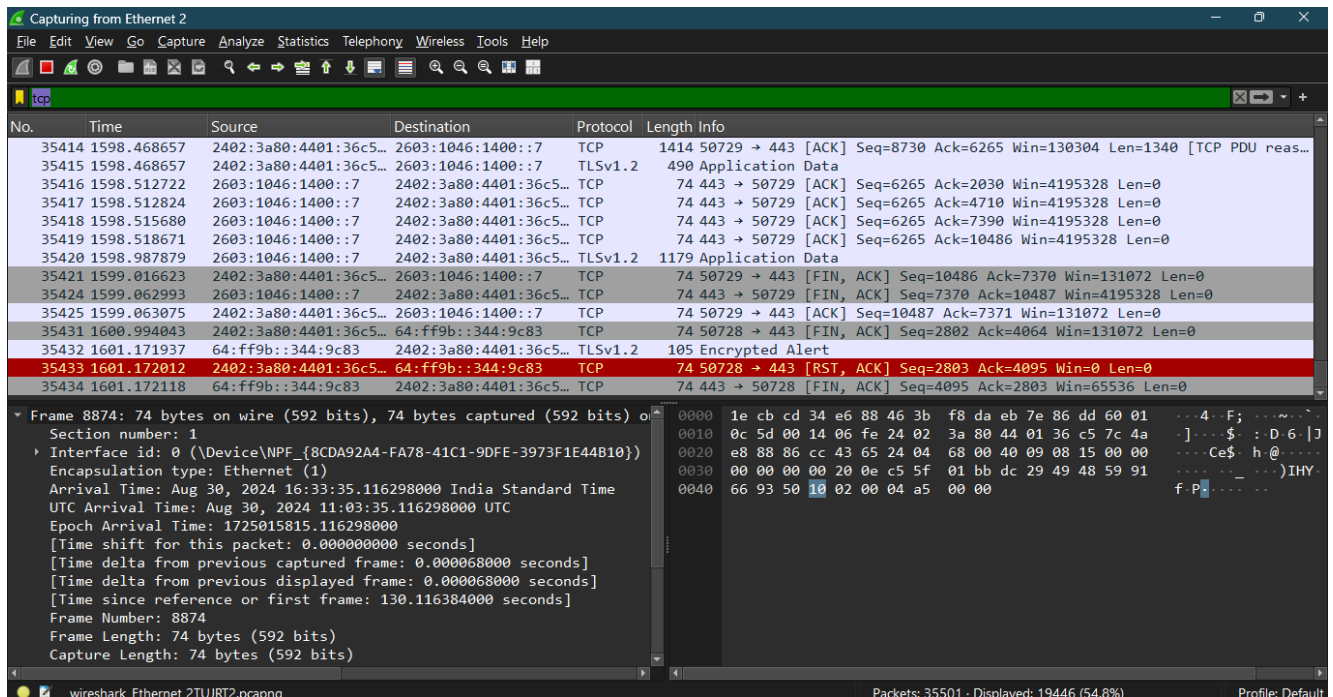 Capturing from Ethernet 2
File Edit View Go Capture Analyze Statistics Telephony Wireless Tools Help
tcp
No. Time Source Destination Protocol Length Info
35414 1598.468657 2402:3a80:4401:36c5… 2603:1046:1400::7 TCP 1414 50729 → 443 [ACK] Seq=8730 Ack=6265 Win=130304 Len=1340 [TCP PDU reas…
35415 1598.468657 2402:3a80:4401:36c5… 2603:1046:1400::7 TLSv1.2 490 Application Data
35416 1598.512722 2603:1046:1400::7 2402:3a80:4401:36c5… TCP 74 443 → 50729 [ACK] Seq=6265 Ack=2030 Win=4195328 Len=0
35417 1598.512824 2603:1046:1400::7 2402:3a80:4401:36c5… TCP 74 443 → 50729 [ACK] Seq=6265 Ack=4710 Win=4195328 Len=0
35418 1598.515680 2603:1046:1400::7 2402:3a80:4401:36c5… TCP 74 443 → 50729 [ACK] Seq=6265 Ack=7390 Win=4195328 Len=0
35419 1598.518671 2603:1046:1400::7 2402:3a80:4401:36c5… TCP 74 443 → 50729 [ACK] Seq=6265 Ack=10486 Win=4195328 Len=0
35420 1598.987879 2603:1046:1400::7 2402:3a80:4401:36c5… TLSv1.2 1179 Application Data
35421 1599.016623 2402:3a80:4401:36c5… 2603:1046:1400::7 TCP 74 50729 → 443 [FIN, ACK] Seq=10486 Ack=7370 Win=131072 Len=0
35424 1599.062993 2603:1046:1400::7 2402:3a80:4401:36c5… TCP 74 443 → 50729 [FIN, ACK] Seq=7370 Ack=10487 Win=4195328 Len=0
35425 1599.063075 2402:3a80:4401:36c5… 2603:1046:1400::7 TCP 74 50729 → 443 [ACK] Seq=10487 Ack=7371 Win=131072 Len=0
35431 1600.994043 2402:3a80:4401:36c5… 64:ff9b::344:9c83 TCP 74 50728 → 443 [FIN, ACK] Seq=2802 Ack=4064 Win=131072 Len=0
35432 1601.171937 64:ff9b::344:9c83 2402:3a80:4401:36c5… TLSv1.2 105 Encrypted Alert
35433 1601.172012 2402:3a80:4401:36c5… 64:ff9b::344:9c83 TCP 74 50728 → 443 [RST, ACK] Seq=2803 Ack=4095 Win=0 Len=0
35434 1601.172118 64:ff9b::344:9c83 2402:3a80:4401:36c5… TCP 74 443 → 50728 [FIN, ACK] Seq=4095 Ack=2803 Win=65536 Len=0
Frame 8874: 74 bytes on wire (592 bits), 74 bytes captured (592 bits) o
Section number: 1
Interface id: 0 (\Device\NPF_{8CDA92A4-FA78-41C1-9DFE-3973F1E44B10})
Encapsulation type: Ethernet (1)
Arrival Time: Aug 30, 2024 16:33:35.116298000 India Standard Time
UTC Arrival Time: Aug 30, 2024 11:03:35.116298000 UTC
Epoch Arrival Time: 1725015815.116298000
[Time shift for this packet: 0.000000000 seconds]
[Time delta from previous captured frame: 0.000068000 seconds]
[Time delta from previous displayed frame: 0.000068000 seconds]
[Time since reference or first frame: 130.116384000 seconds]
Frame Number: 8874
Frame Length: 74 bytes (592 bits)
Capture Length: 74 bytes (592 bits)
0000 1e cb cd 34 e6 88 46 3b f8 da eb 7e 86 dd 60 01 ···4··F; ···~··`·
0010 0c 5d 00 14 06 fe 24 02 3a 80 44 01 36 c5 7c 4a ·]····$· :·D·6·|J
0020 e8 88 86 cc 43 65 24 04 68 00 40 09 08 15 00 00 ····Ce$· h·@·····
0030 00 00 00 00 20 0e c5 5f 01 bb dc 29 49 48 59 91 ···· ··_ ···)IHY·
0040 66 93 50 10 02 00 04 a5 00 00 f·P····· ··
wireshark_Ethernet 2TUJRT2.pcapng Packets: 35501 · Displayed: 19446 (54.8%) Profile: Default